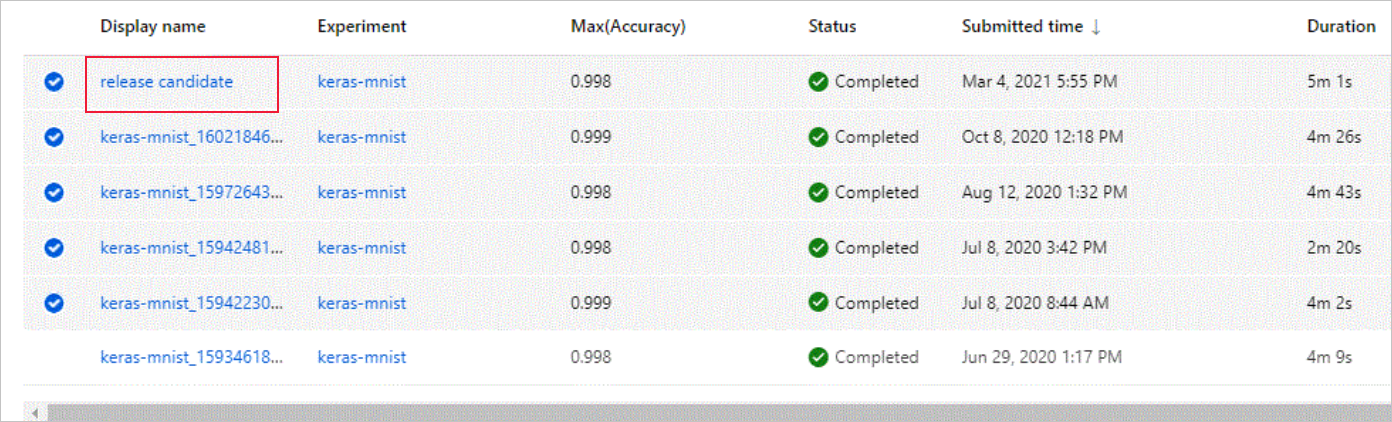 Display name Experiment Max(Accuracy) Status Submitted time ↓ Duration
release candidate keras-mnist 0.998 Completed Mar 4, 2021 5:55 PM 5m 1s
keras-mnist_16021846... keras-mnist 0.999 Completed Oct 8, 2020 12:18 PM 4m 26s
keras-mnist_15972643... keras-mnist 0.998 Completed Aug 12, 2020 1:32 PM 4m 43s
keras-mnist_15942481... keras-mnist 0.998 Completed Jul 8, 2020 3:42 PM 2m 20s
keras-mnist_15942230... keras-mnist 0.999 Completed Jul 8, 2020 8:44 AM 4m 2s
keras-mnist_15934618... keras-mnist 0.998 Completed Jun 29, 2020 1:17 PM 4m 9s